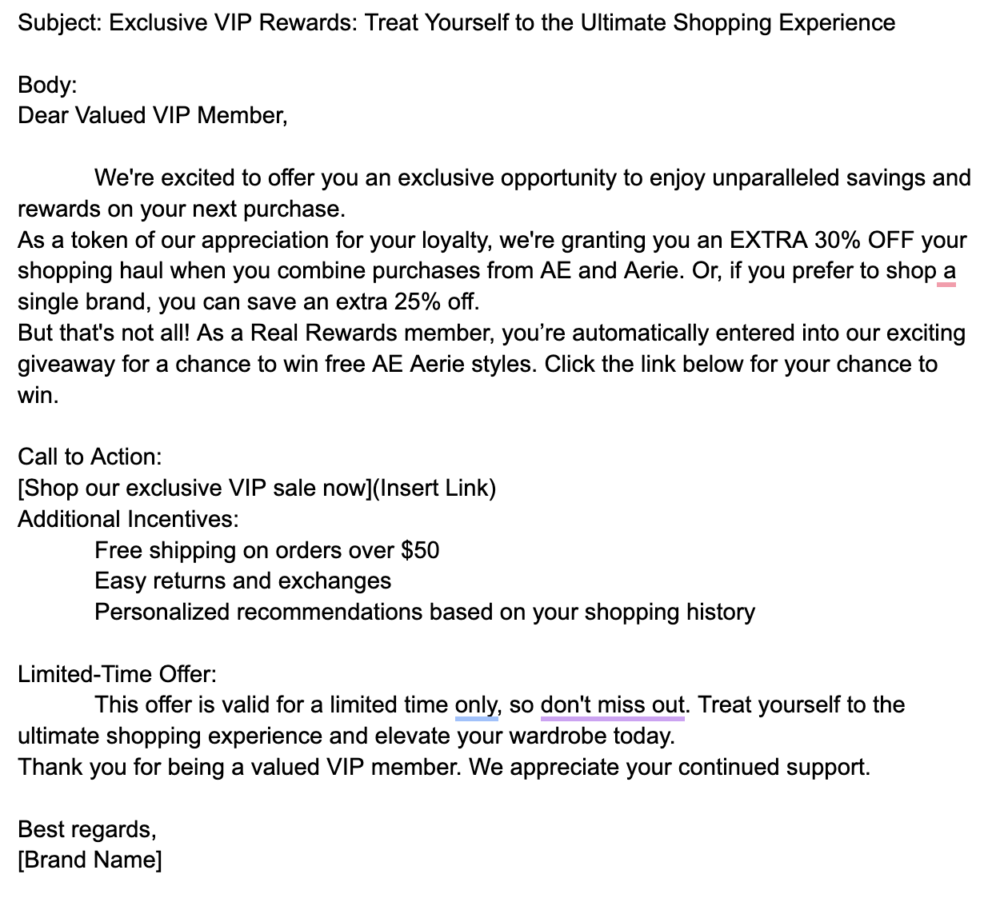 Subject: Exclusive VIP Rewards: Treat Yourself to the Ultimate Shopping Experience
Body:
Dear Valued VIP Member,
We're excited to offer you an exclusive opportunity to enjoy unparalleled savings and
rewards on your next purchase.
As a token of our appreciation for your loyalty, we're granting you an EXTRA 30% OFF your
shopping haul when you combine purchases from AE and Aerie. Or, if you prefer to shop a
single brand, you can save an extra 25% off.
But that's not all! As a Real Rewards member, you’re automatically entered into our exciting
giveaway for a chance to win free AE Aerie styles. Click the link below for your chance to
win.
Call to Action:
[Shop our exclusive VIP sale now](Insert Link)
Additional Incentives:
Free shipping on orders over $50
Easy returns and exchanges
Personalized recommendations based on your shopping history
Limited-Time Offer:
This offer is valid for a limited time only, so don't miss out. Treat yourself to the
ultimate shopping experience and elevate your wardrobe today.
Thank you for being a valued VIP member. We appreciate your continued support.
Best regards,
[Brand Name]